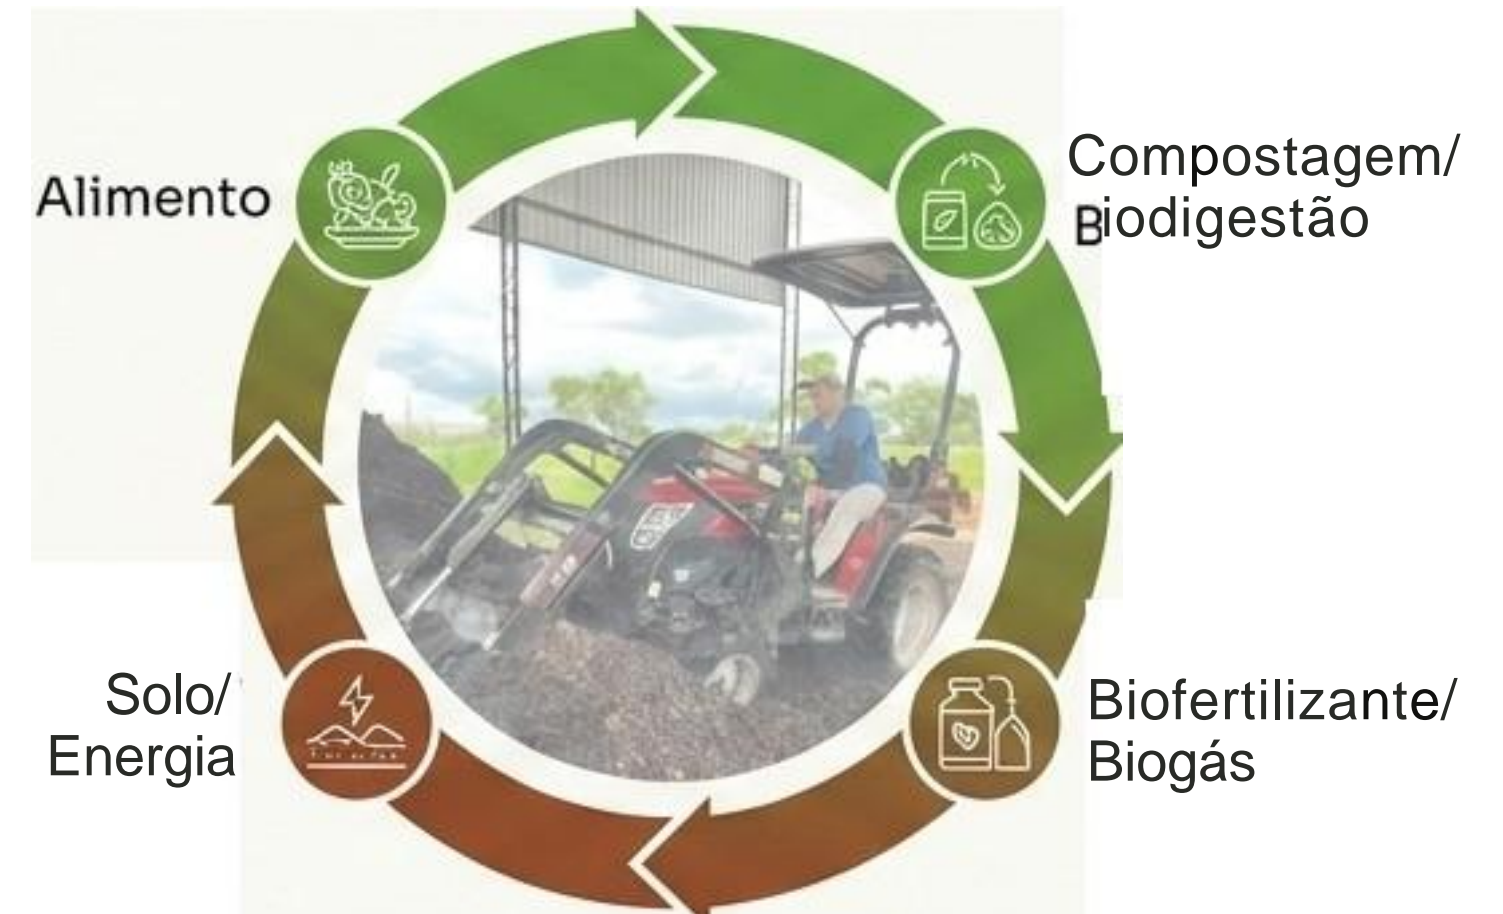 Alimento
Compostagem/
Biodigestão
Biofertilizante/
Biogás
Solo/
Energia